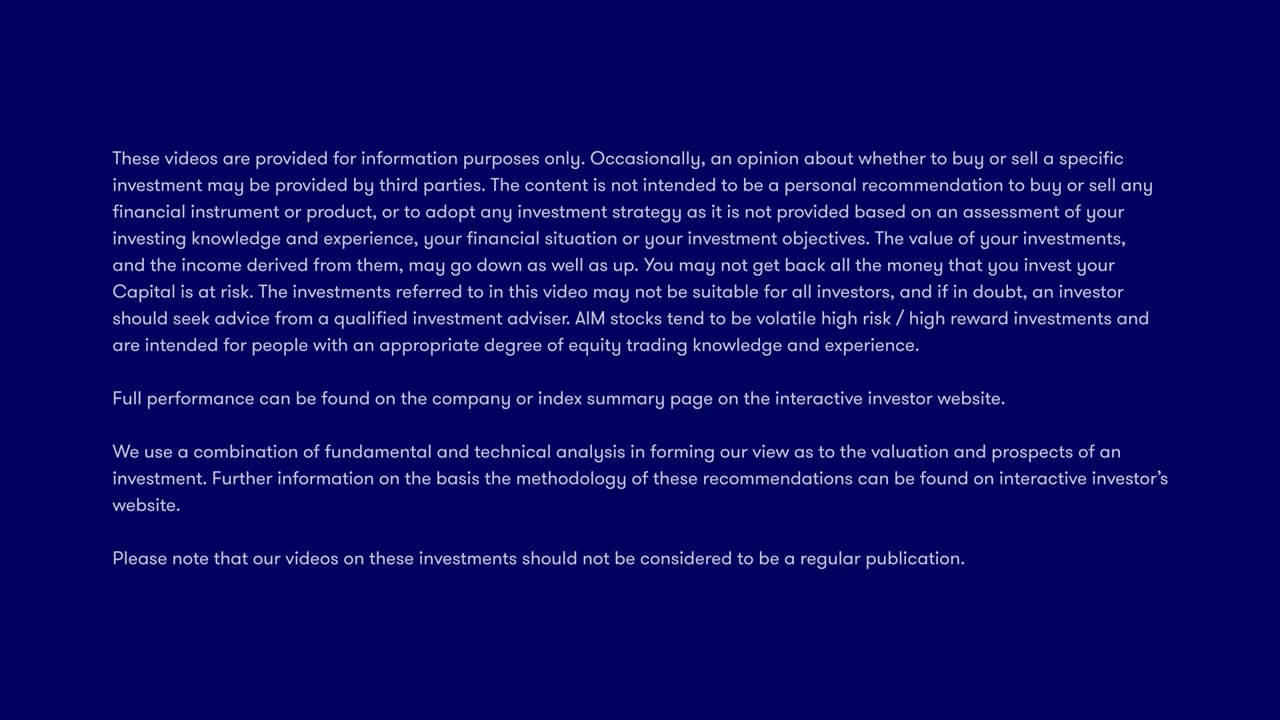 These videos are provided for information purposes only. Occasionally, an opinion about whether to buy or sell a specific
investment may be provided by third parties. The content is not intended to be a personal recommendation to buy or sell any
financial instrument or product, or to adopt any investment strategy as it is not provided based on an assessment of your
investing knowledge and experience, your financial situation or your investment objectives. The value of your investments,
and the income derived from them, may go down as well as up. You may not get back all the money that you invest your
Capital is at risk. The investments referred to in this video may not be suitable for all investors, and if in doubt, an investor
should seek advice from a qualified investment adviser. AIM stocks tend to be volatile high risk / high reward investments and
are intended for people with an appropriate degree of equity trading knowledge and experience.
Full performance can be found on the company or index summary page on the interactive investor website.
We use a combination of fundamental and technical analysis in forming our view as to the valuation and prospects of an
investment. Further information on the basis the methodology of these recommendations can be found on interactive investor’s
website.
Please note that our videos on these investments should not be considered to be a regular publication.